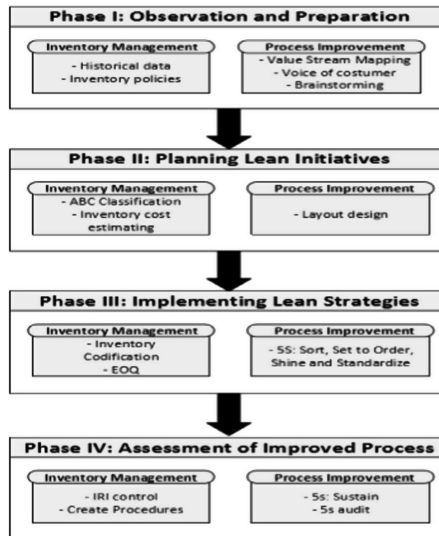 Phase I: Observation and Preparation
Inventory Management
- Historical data
- Inventory policies
Process Improvement
- Value Stream Mapping
- Voice of costumer
- Brainstorming
Phase II: Planning Lean Initiatives
Inventory Management
- ABC Classification
- Inventory cost
estimating
Process Improvement
- Layout design
Phase III: Implementing Lean Strategies
Inventory Management
- Inventory
Codification
- EOQ
Process Improvement
- 5S: Sort, Set to Order,
Shine and Standardize
Phase IV: Assessment of Improved Process
Inventory Management
- IRI control
- Create Procedures
Process Improvement
- 5s: Sustain
- 5s audit